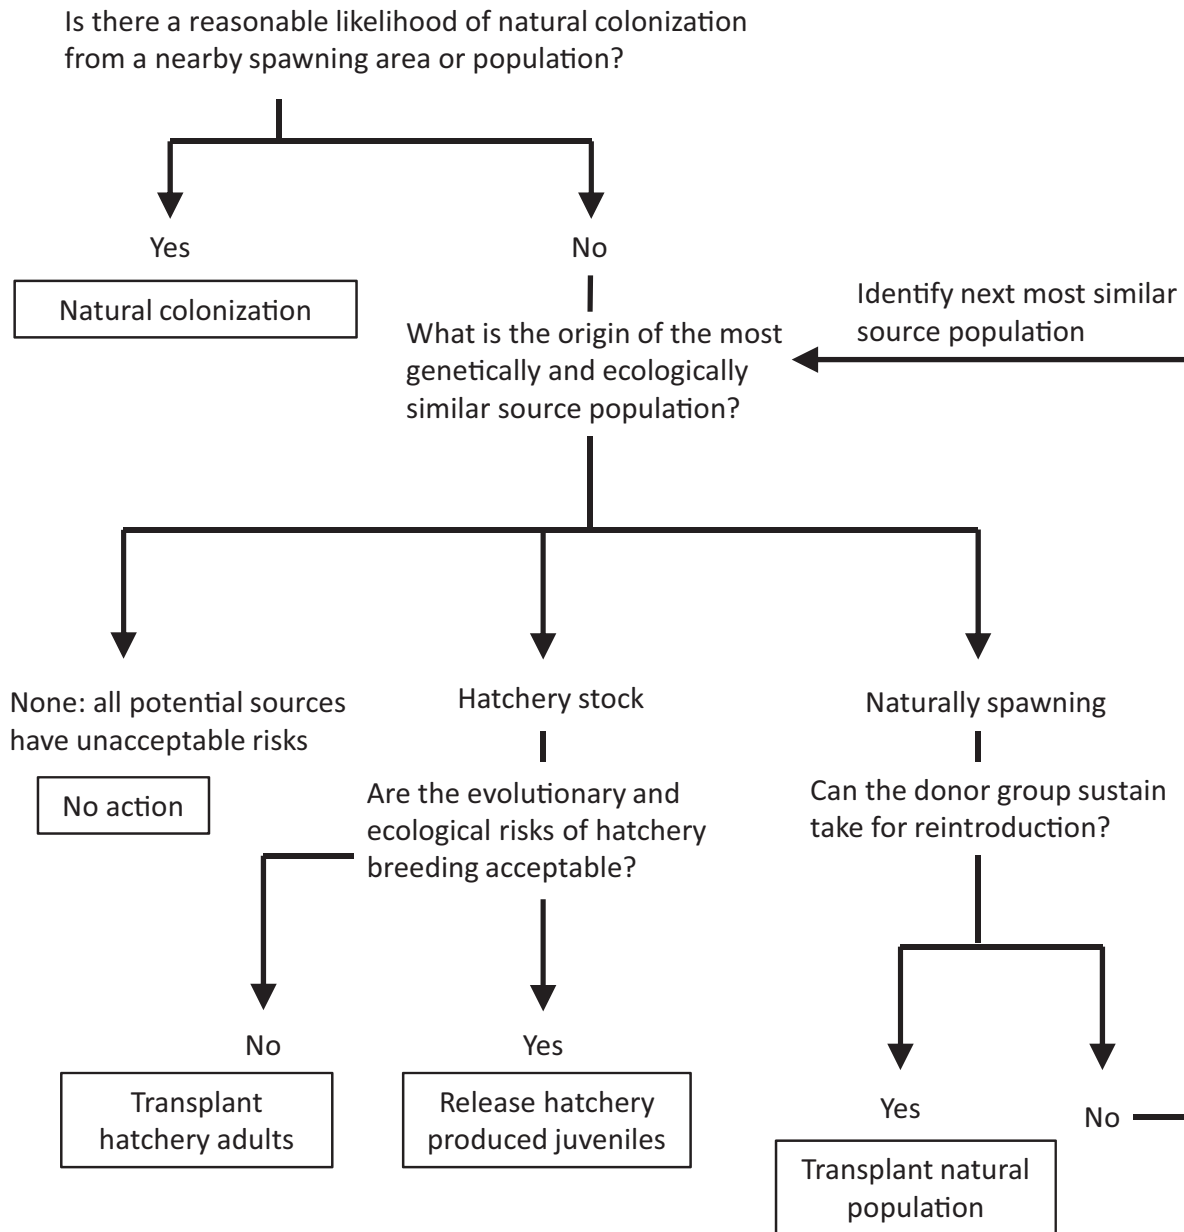 Is there a reasonable likelihood of natural colonization
from a nearby spawning area or population?
Yes
No
Natural colonization
Identify next most similar
source population
What is the origin of the most
genetically and ecologically
similar source population?
None: all potential sources
have unacceptable risks
No action
Hatchery stock
Naturally spawning
Are the evolutionary and
ecological risks of hatchery
breeding acceptable?
Can the donor group sustain
take for reintroduction?
No
Transplant
hatchery adults
Yes
Release hatchery
produced juveniles
Yes
Transplant natural
population
No